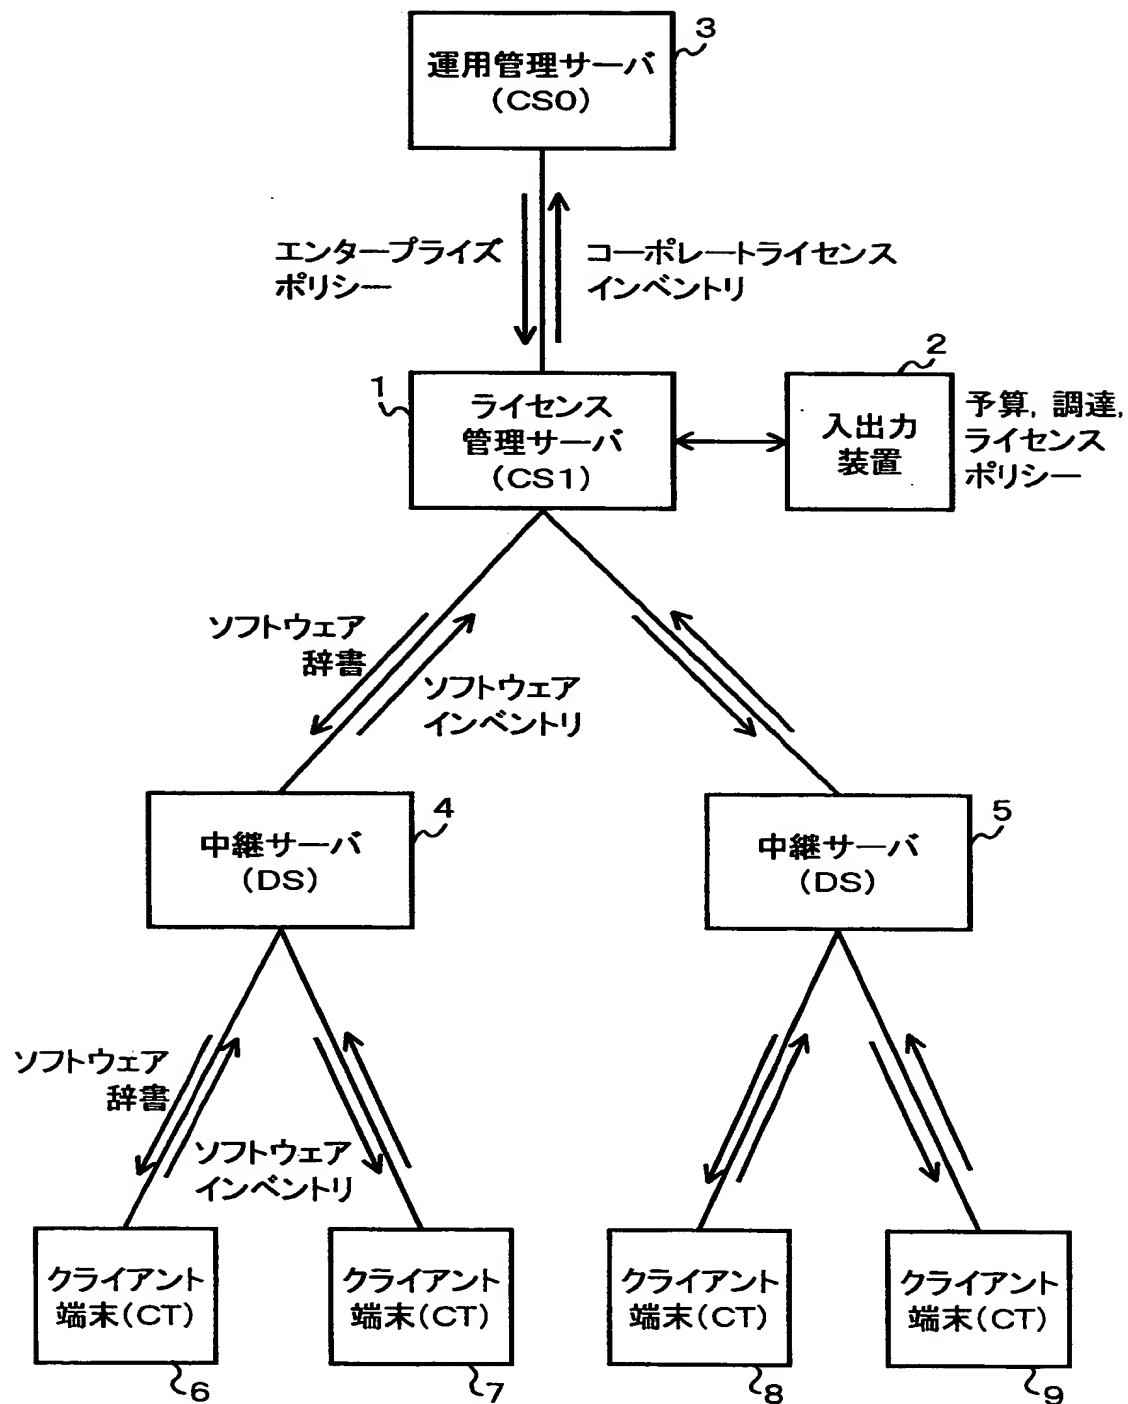 3
運用管理サーバ
(CS0)
エンタープライズ
ポリシー
コーポレートライセンス
インベントリ
1
ライセンス
管理サーバ
(CS1)
2
入出力
装置
予算, 調達,
ライセンス
ポリシー
ソフトウェア
辞書
ソフトウェア
インベントリ
4
中継サーバ
(DS)
5
中継サーバ
(DS)
ソフトウェア
辞書
ソフトウェア
インベントリ
クライアント
端末(CT)
6
クライアント
端末(CT)
7
クライアント
端末(CT)
8
クライアント
端末(CT)
9